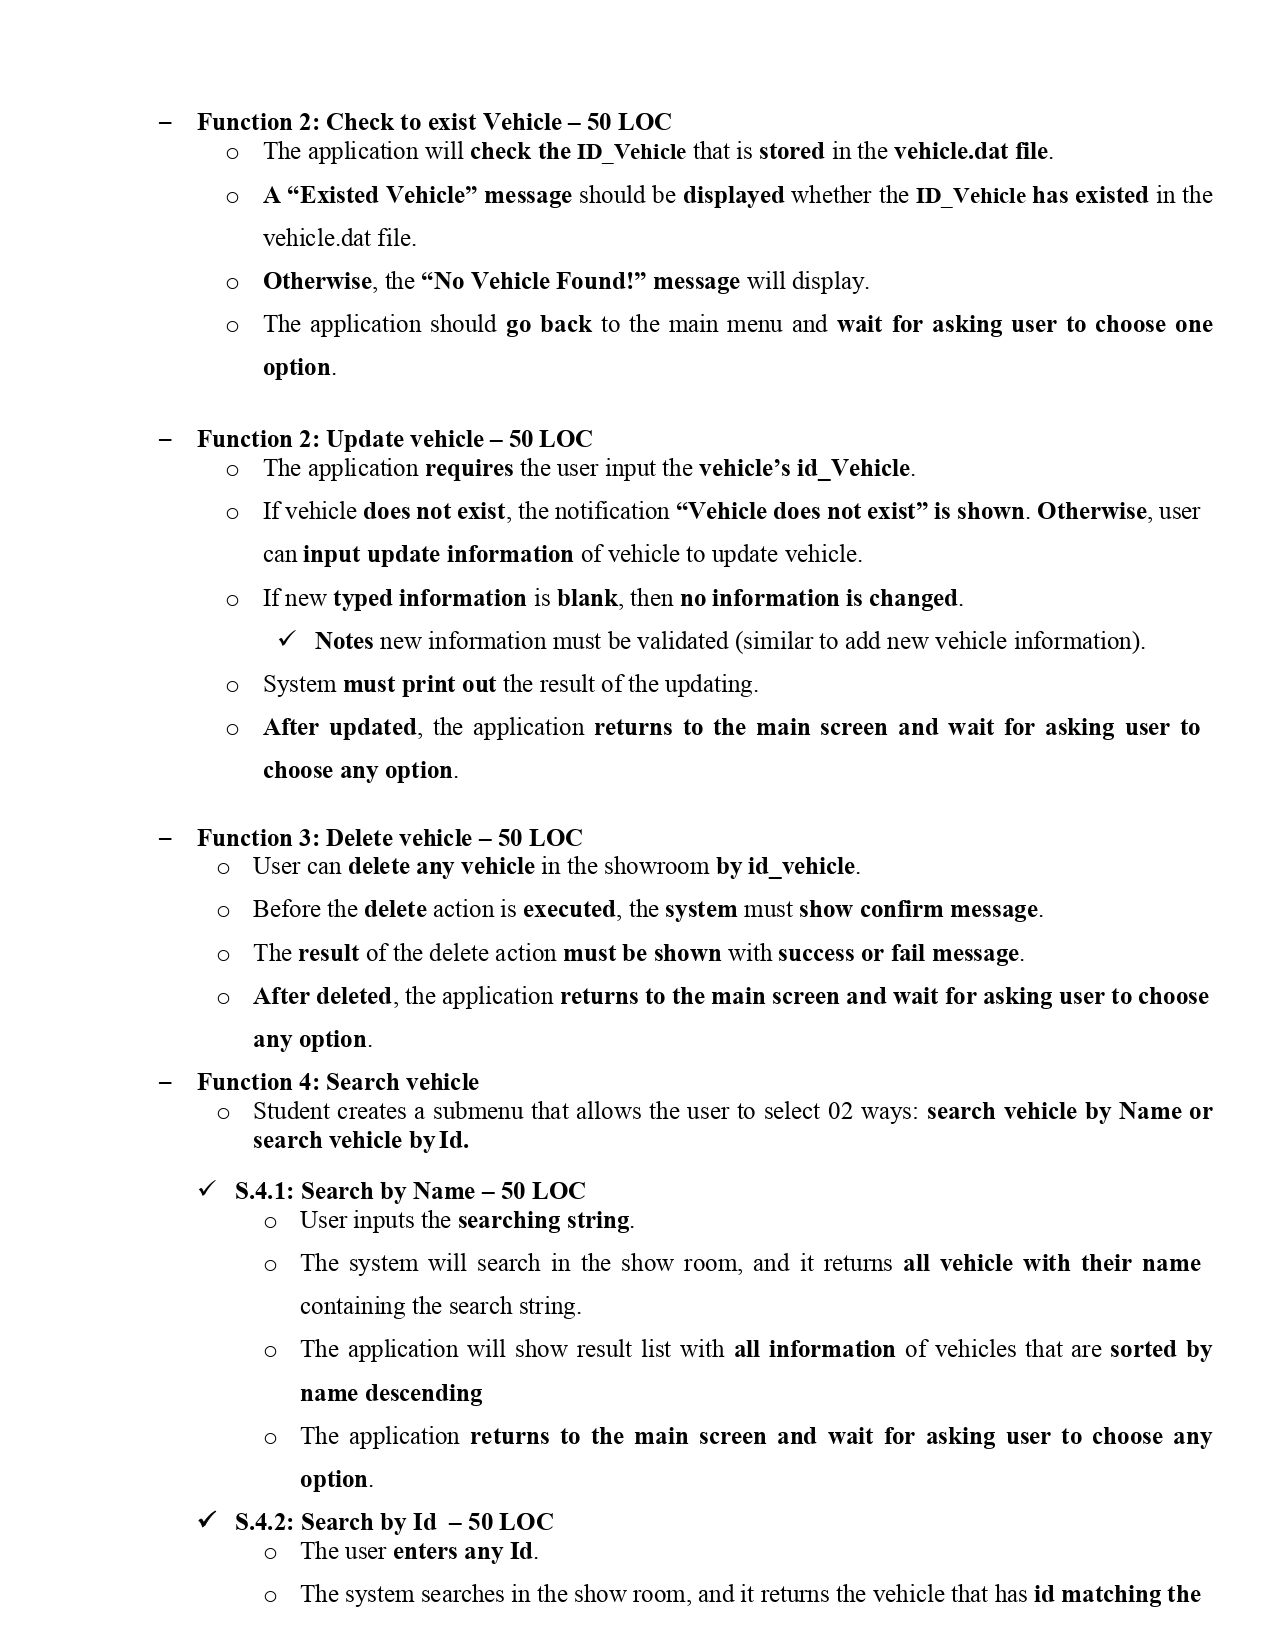 – Function 2: Check to exist Vehicle – 50 LOC
o The application will check the ID_Vehicle that is stored in the vehicle.dat file.
o A “Existed Vehicle” message should be displayed whether the ID_Vehicle has existed in the
vehicle.dat file.
o Otherwise, the “No Vehicle Found!” message will display.
o The application should go back to the main menu and wait for asking user to choose one
option.
– Function 2: Update vehicle – 50 LOC
o The application requires the user input the vehicle’s id_Vehicle.
o If vehicle does not exist, the notification “Vehicle does not exist” is shown. Otherwise, user
can input update information of vehicle to update vehicle.
o If new typed information is blank, then no information is changed.
✓ Notes new information must be validated (similar to add new vehicle information).
o System must print out the result of the updating.
o After updated, the application returns to the main screen and wait for asking user to
choose any option.
– Function 3: Delete vehicle – 50 LOC
o User can delete any vehicle in the showroom by id_vehicle.
o Before the delete action is executed, the system must show confirm message.
o The result of the delete action must be shown with success or fail message.
o After deleted, the application returns to the main screen and wait for asking user to choose
any option.
– Function 4: Search vehicle
o Student creates a submenu that allows the user to select 02 ways: search vehicle by Name or
search vehicle by Id.
✓ S.4.1: Search by Name – 50 LOC
o User inputs the searching string.
o The system will search in the show room, and it returns all vehicle with their name
containing the search string.
o The application will show result list with all information of vehicles that are sorted by
name descending
o The application returns to the main screen and wait for asking user to choose any
option.
✓ S.4.2: Search by Id – 50 LOC
o The user enters any Id.
o The system searches in the show room, and it returns the vehicle that has id matching the